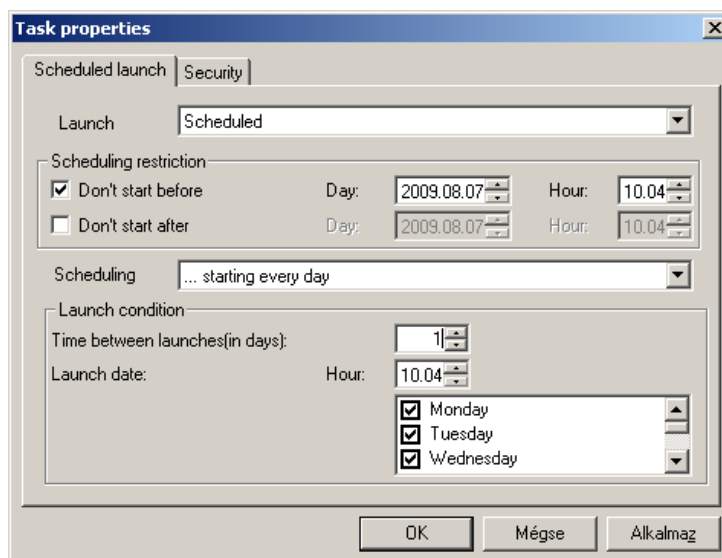 Task properties
Scheduled launch Security
Launch Scheduled
Scheduling restriction
Don't start before Day: 2009.08.07 Hour: 10.04
Don't start after Day: 2009.08.07 Hour: 10.04
Scheduling ... starting every day
Launch condition
Time between launches(in days): 1
Launch date: Hour: 10.04
Monday
Tuesday
Wednesday
OK Mégse Alkalmaz